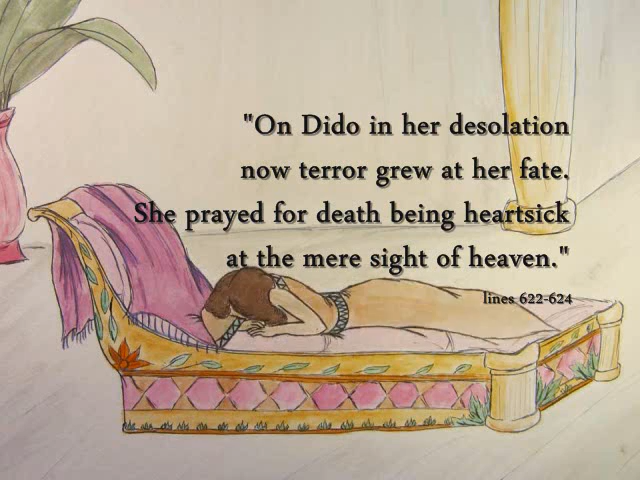 "On Dido in her desolation
now terror grew at her fate.
She prayed for death being heartsick
at the mere sight of heaven."
lines 622-624